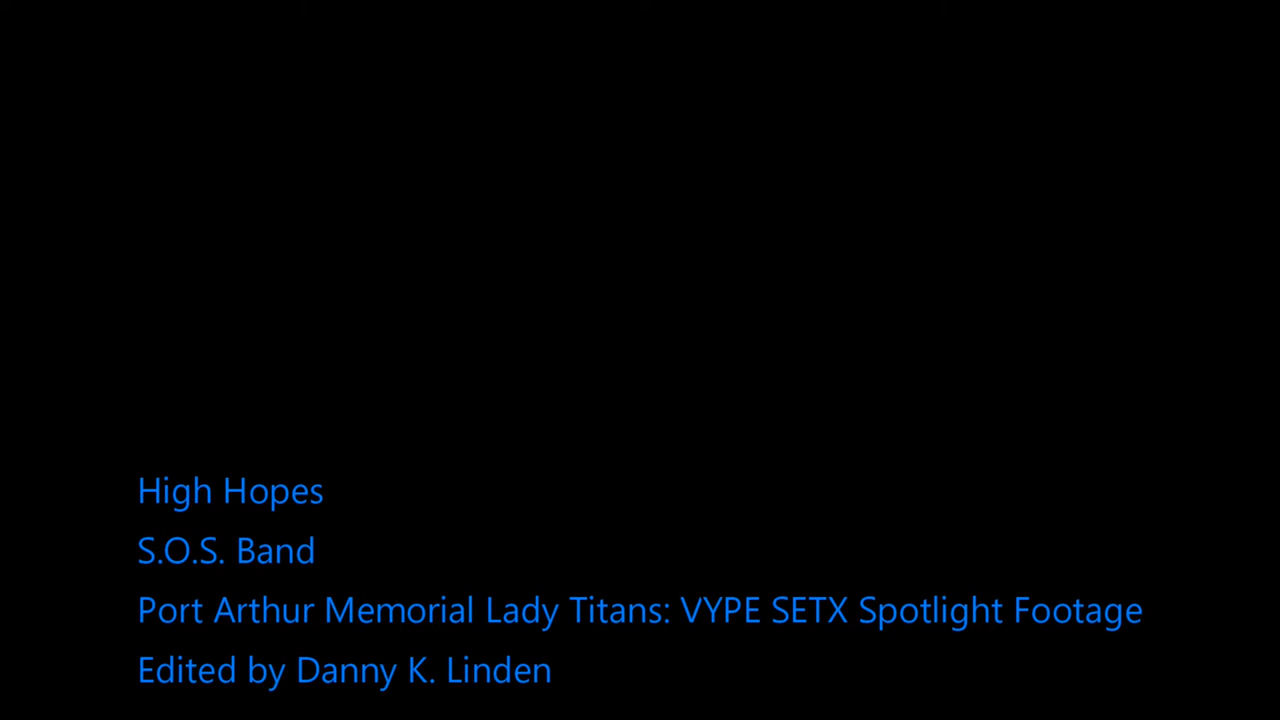 High Hopes
S.O.S. Band
Port Arthur Memorial Lady Titans: VYPE SETX Spotlight Footage
Edited by Danny K. Linden